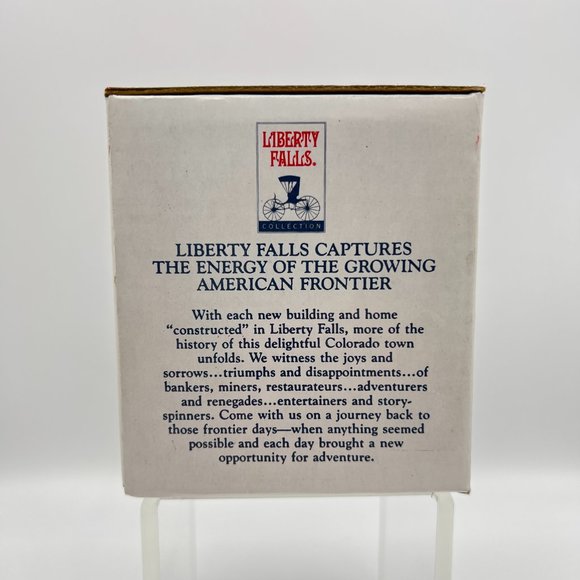 LIBERTY
FALLS.
COLLECTION
LIBERTY FALLS CAPTURES
THE ENERGY OF THE GROWING
AMERICAN FRONTIER
With each new building and home
“constructed” in Liberty Falls, more of the
history of this delightful Colorado town
unfolds. We witness the joys and
sorrows...triumphs and disappointments...of
bankers, miners, restaurateurs...adventurers
and renegades...entertainers and story-
spinners. Come with us on a journey back to
those frontier days—when anything seemed
possible and each day brought a new
opportunity for adventure.